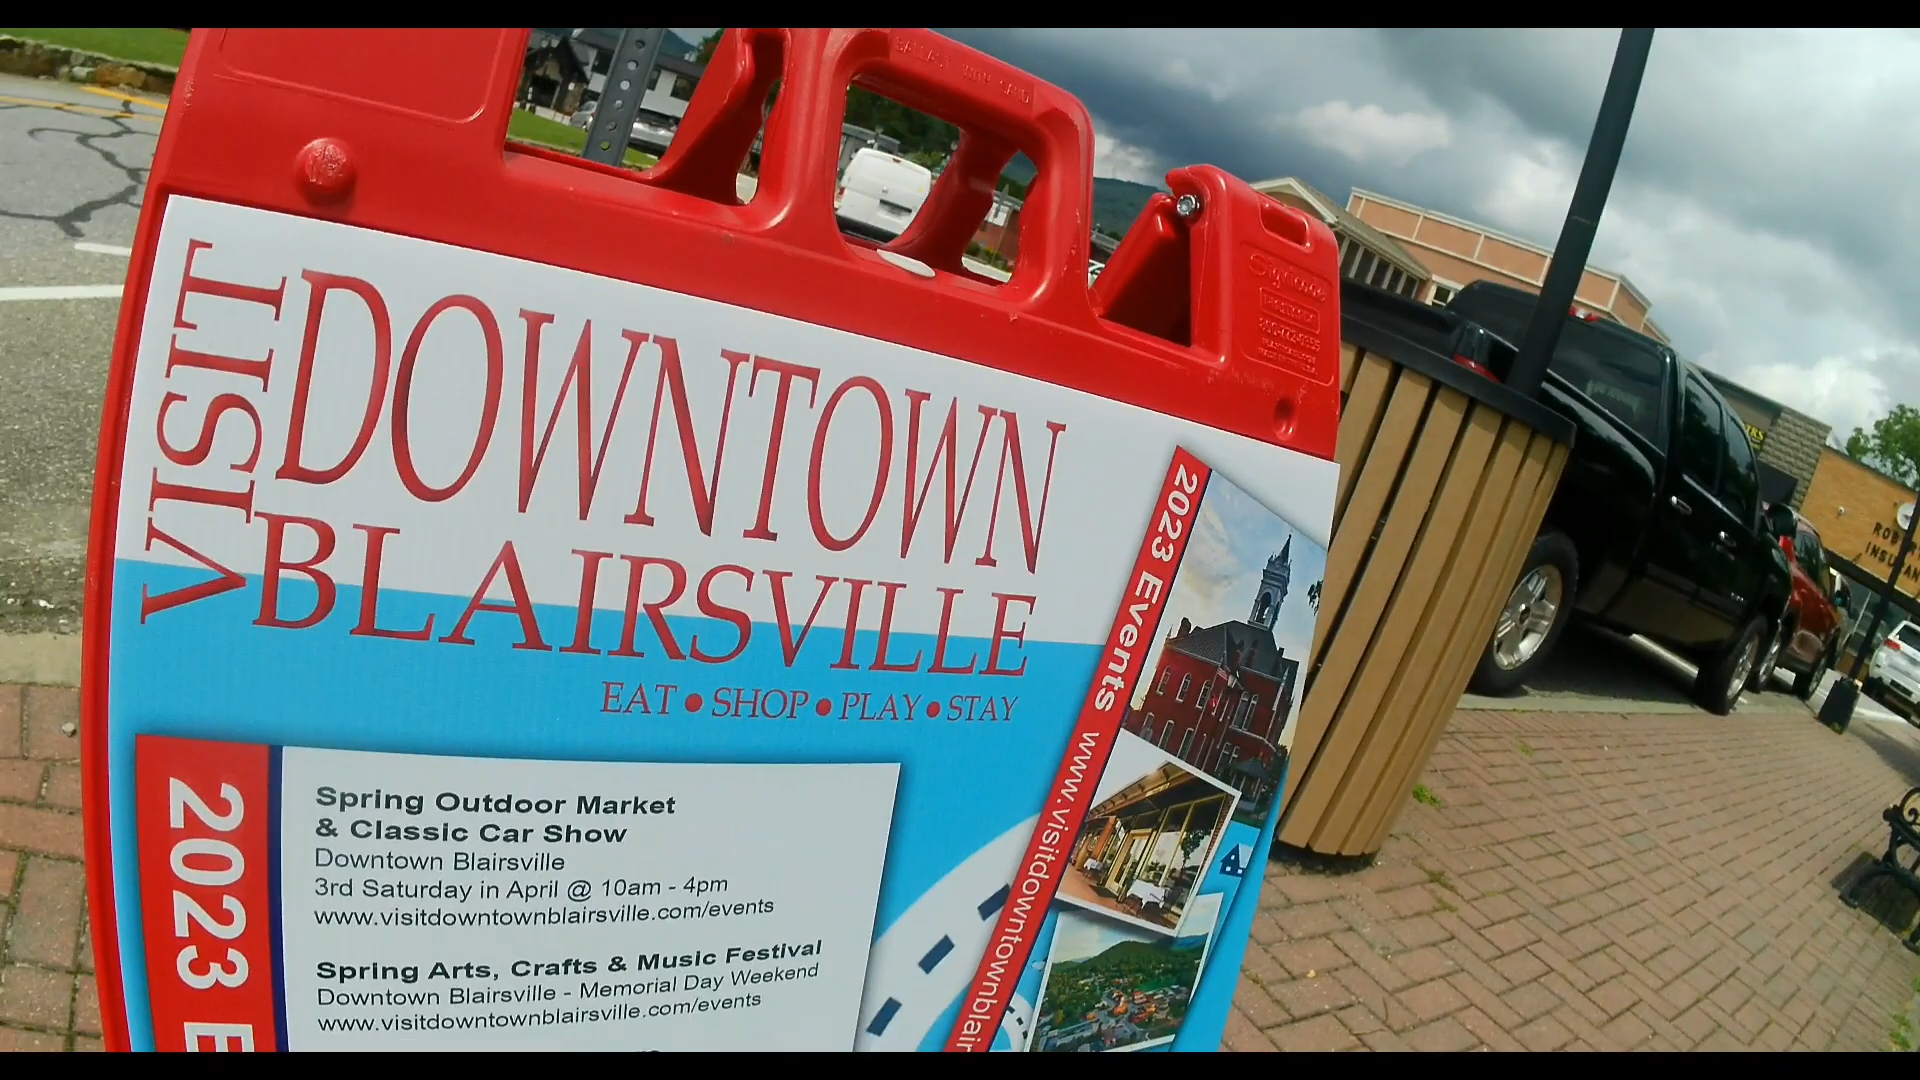 VISIT
DOWNTOWN
BLAIRSVILLE
EAT • SHOP • PLAY • STAY
2023 Events www.visitdowntownblair
2023 E
Spring Outdoor Market
& Classic Car Show
Downtown Blairsville
3rd Saturday in April @ 10am - 4pm
www.visitdowntownblairsville.com/events
Spring Arts, Crafts & Music Festival
Downtown Blairsville - Memorial Day Weekend
www.visitdowntownblairsville.com/events
Signicade